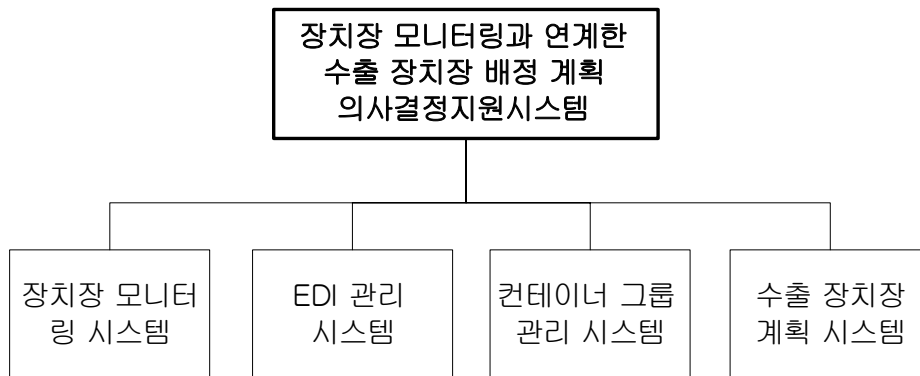 장치장 모니터링과 연계한
수출 장치장 배정 계획
의사결정지원시스템
장치장 모니터
링 시스템
EDI 관리
시스템
컨테이너 그룹
관리 시스템
수출 장치장
계획 시스템